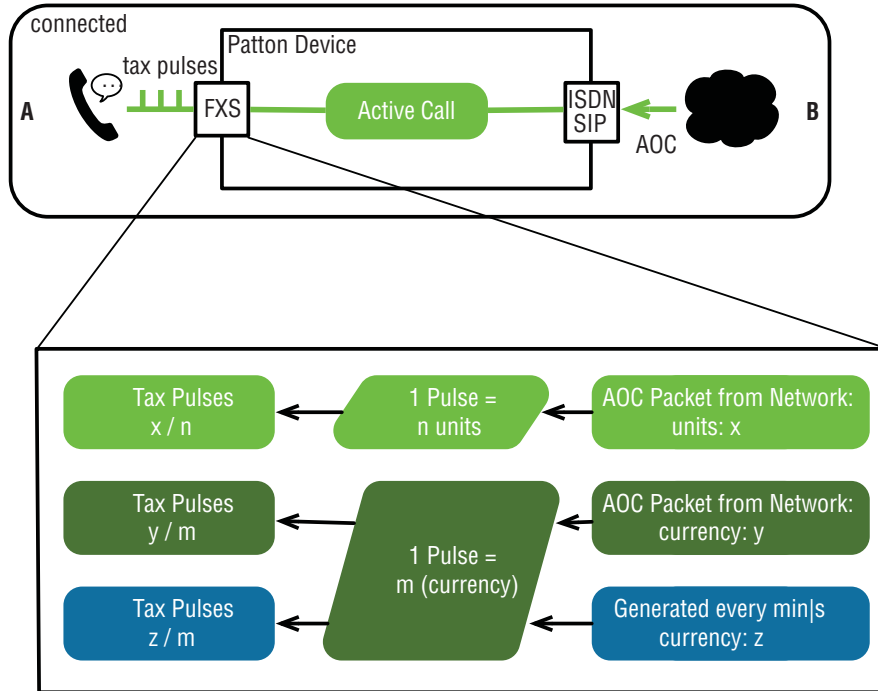 connected
Patton Device
tax pulses
A
FXS
Active Call
ISDN
SIP
B
AOC
Tax Pulses
x / n
1 Pulse =
n units
AOC Packet from Network:
units: x
Tax Pulses
y / m
1 Pulse =
m (currency)
AOC Packet from Network:
currency: y
Tax Pulses
z / m
Generated every min|s
currency: z